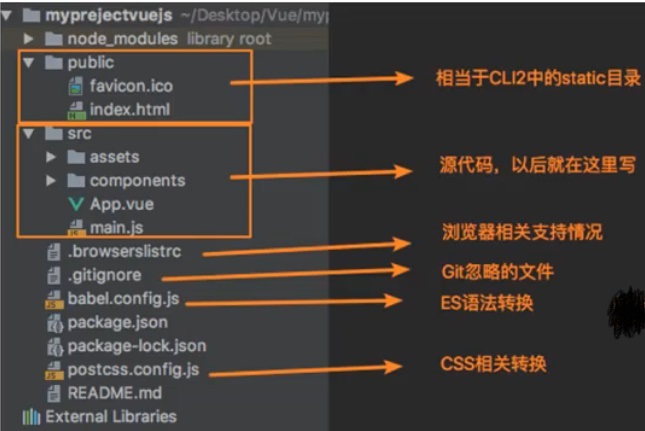 myprejectvuejs ~/Desktop/Vue/myp
node_modules library root
public
favicon.ico
index.html
相当于CLI2中的static目录
src
assets
components
App.vue
main.js
源代码，以后就在这里写
.browserslistrc
浏览器相关支持情况
.gitignore
Git忽略的文件
babel.config.js
ES语法转换
package.json
package-lock.json
postcss.config.js
CSS相关转换
README.md
External Libraries